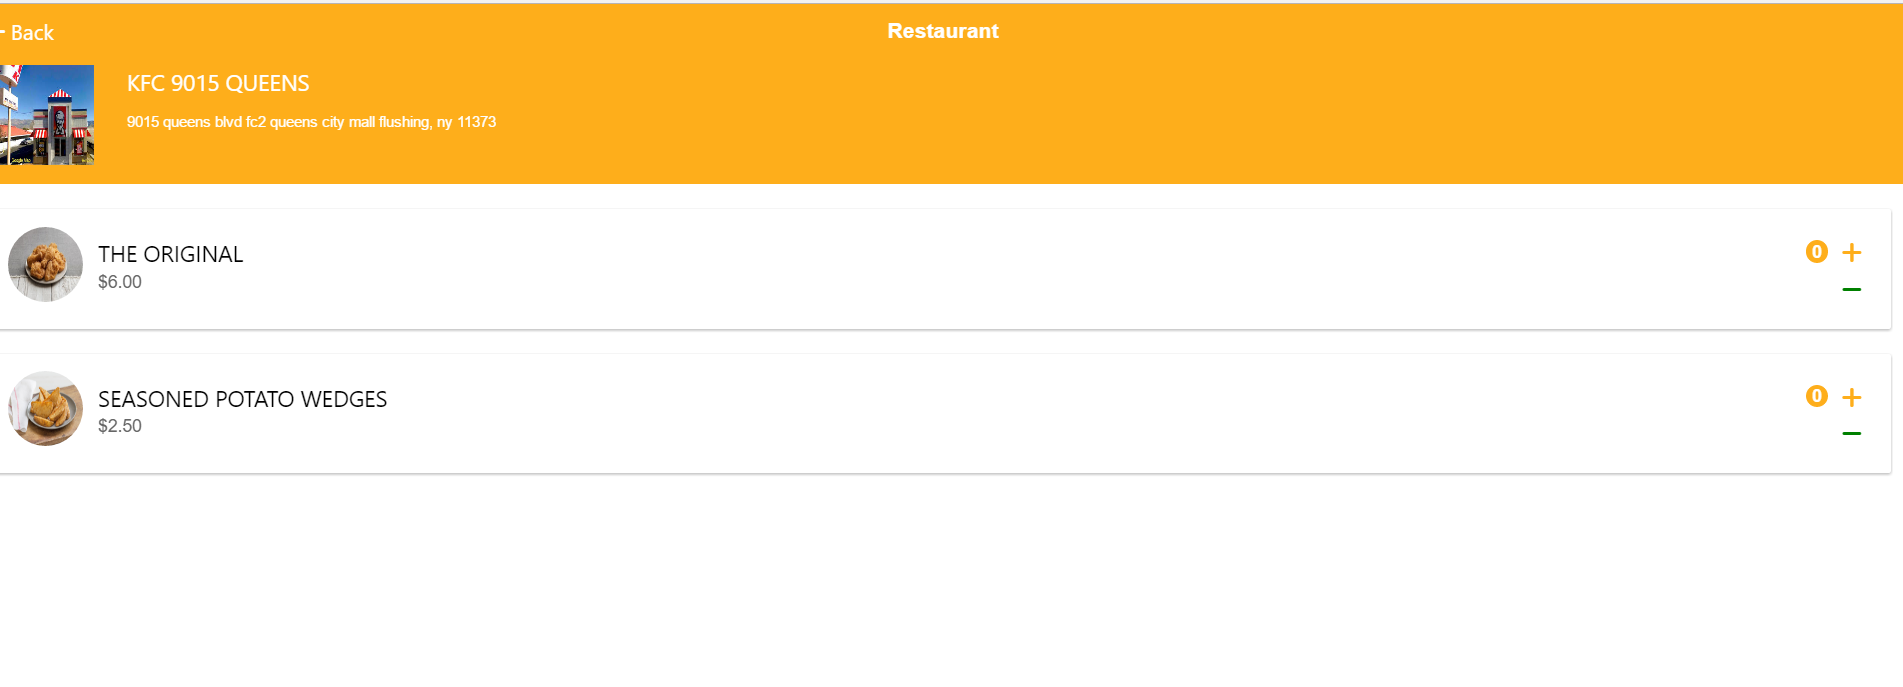 Back
Restaurant
KFC 9015 QUEENS
9015 queens blvd fc2 queens city mall flushing, ny 11373
THE ORIGINAL
$6.00
0
SEASONED POTATO WEDGES
$2.50
0